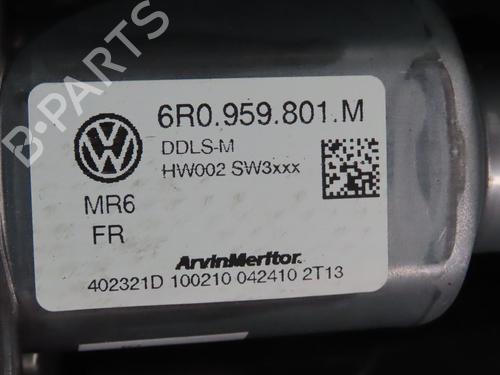 B-PARTS
6R0.959.801.M
DDLS-M
HW002 SW3xxx
MR6
FR
ArvinMeritor
402321D 100210 042410 2T13